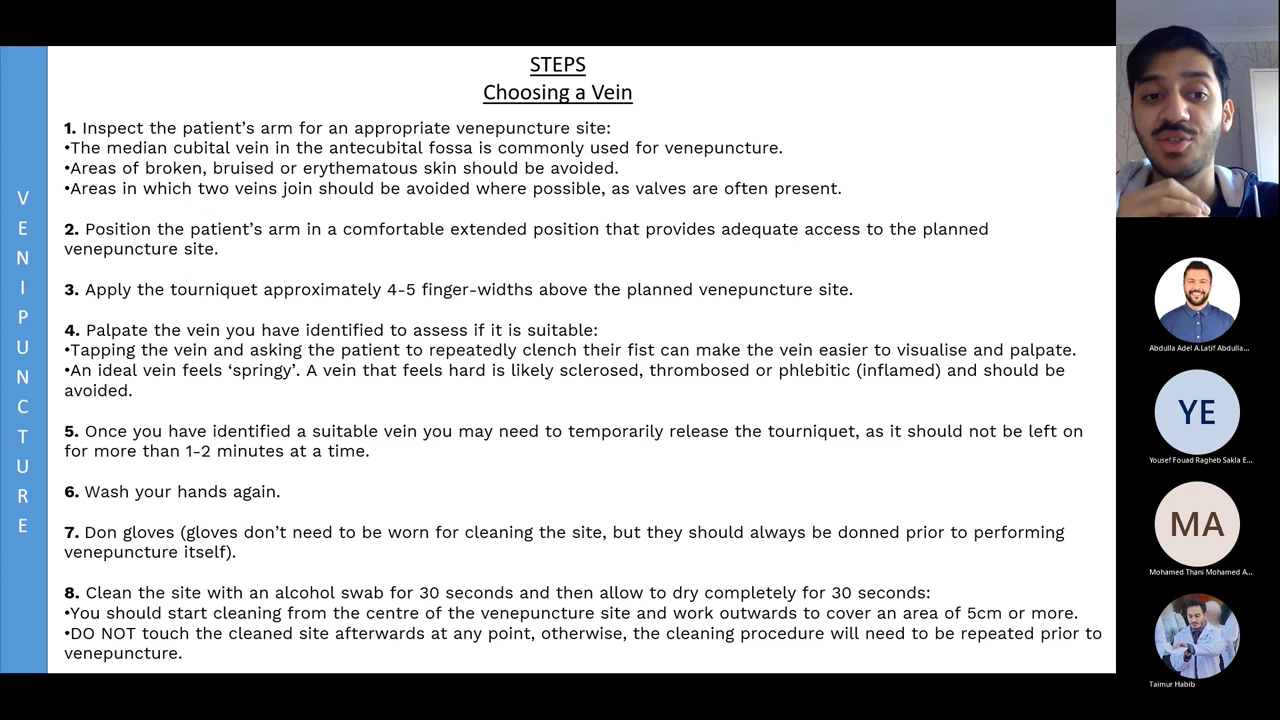 VENIPUNCTURE
STEPS
Choosing a Vein
1. Inspect the patient’s arm for an appropriate venepuncture site:
•The median cubital vein in the antecubital fossa is commonly used for venepuncture.
•Areas of broken, bruised or erythematous skin should be avoided.
•Areas in which two veins join should be avoided where possible, as valves are often present.
2. Position the patient’s arm in a comfortable extended position that provides adequate access to the planned
venepuncture site.
3. Apply the tourniquet approximately 4-5 finger-widths above the planned venepuncture site.
4. Palpate the vein you have identified to assess if it is suitable:
•Tapping the vein and asking the patient to repeatedly clench their fist can make the vein easier to visualise and palpate.
•An ideal vein feels ‘springy’. A vein that feels hard is likely sclerosed, thrombosed or phlebitic (inflamed) and should be
avoided.
5. Once you have identified a suitable vein you may need to temporarily release the tourniquet, as it should not be left on
for more than 1-2 minutes at a time.
6. Wash your hands again.
7. Don gloves (gloves don’t need to be worn for cleaning the site, but they should always be donned prior to performing
venepuncture itself).
8. Clean the site with an alcohol swab for 30 seconds and then allow to dry completely for 30 seconds:
•You should start cleaning from the centre of the venepuncture site and work outwards to cover an area of 5cm or more.
•DO NOT touch the cleaned site afterwards at any point, otherwise, the cleaning procedure will need to be repeated prior to
venepuncture.
Abdulla Adel A.Latif Abdulla...
YE
Yousef Fouad Ragheb Sakla E...
MA
Mohamed Thani Mohamed A...
Taimur Habib